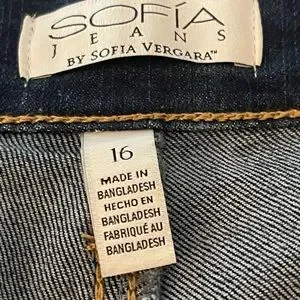 SOFÍA
JEANS
BY SOFIA VERGARA™
16
MADE IN
BANGLADESH
HECHO EN
BANGLADESH
FABRIQUÉ AU
BANGLADESH